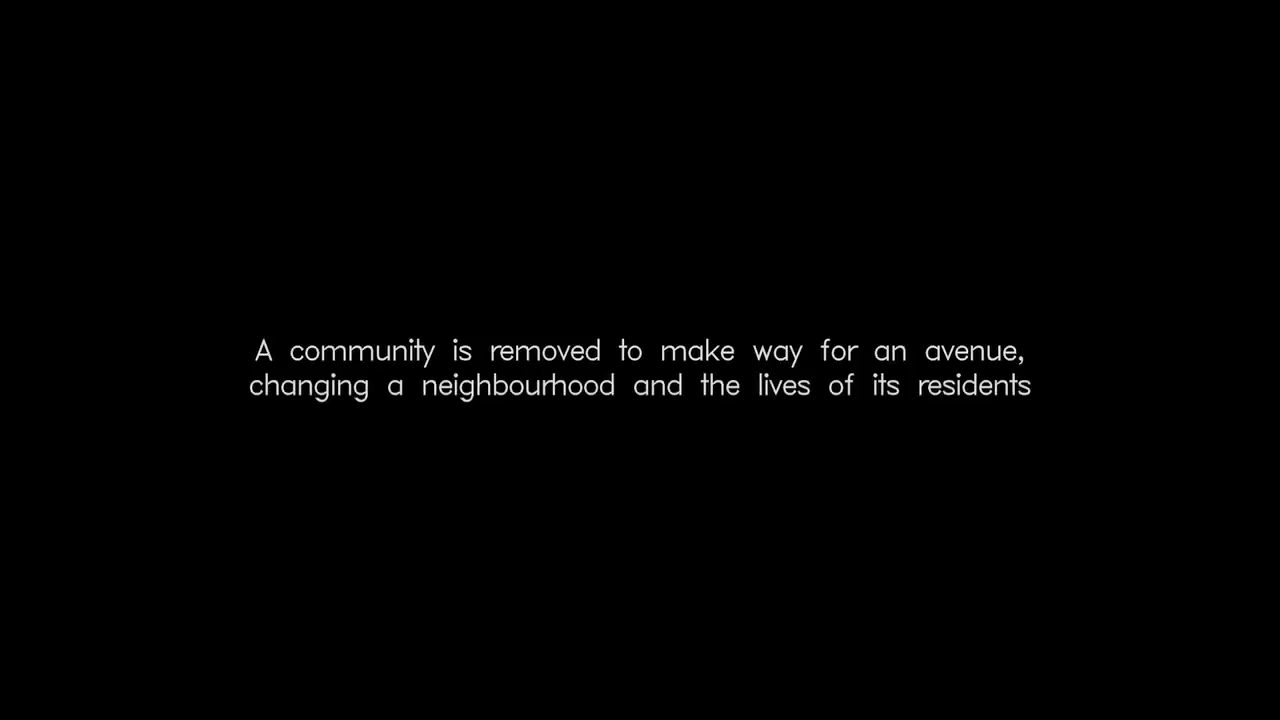 A community is removed to make way for an avenue,
changing a neighbourhood and the lives of its residents